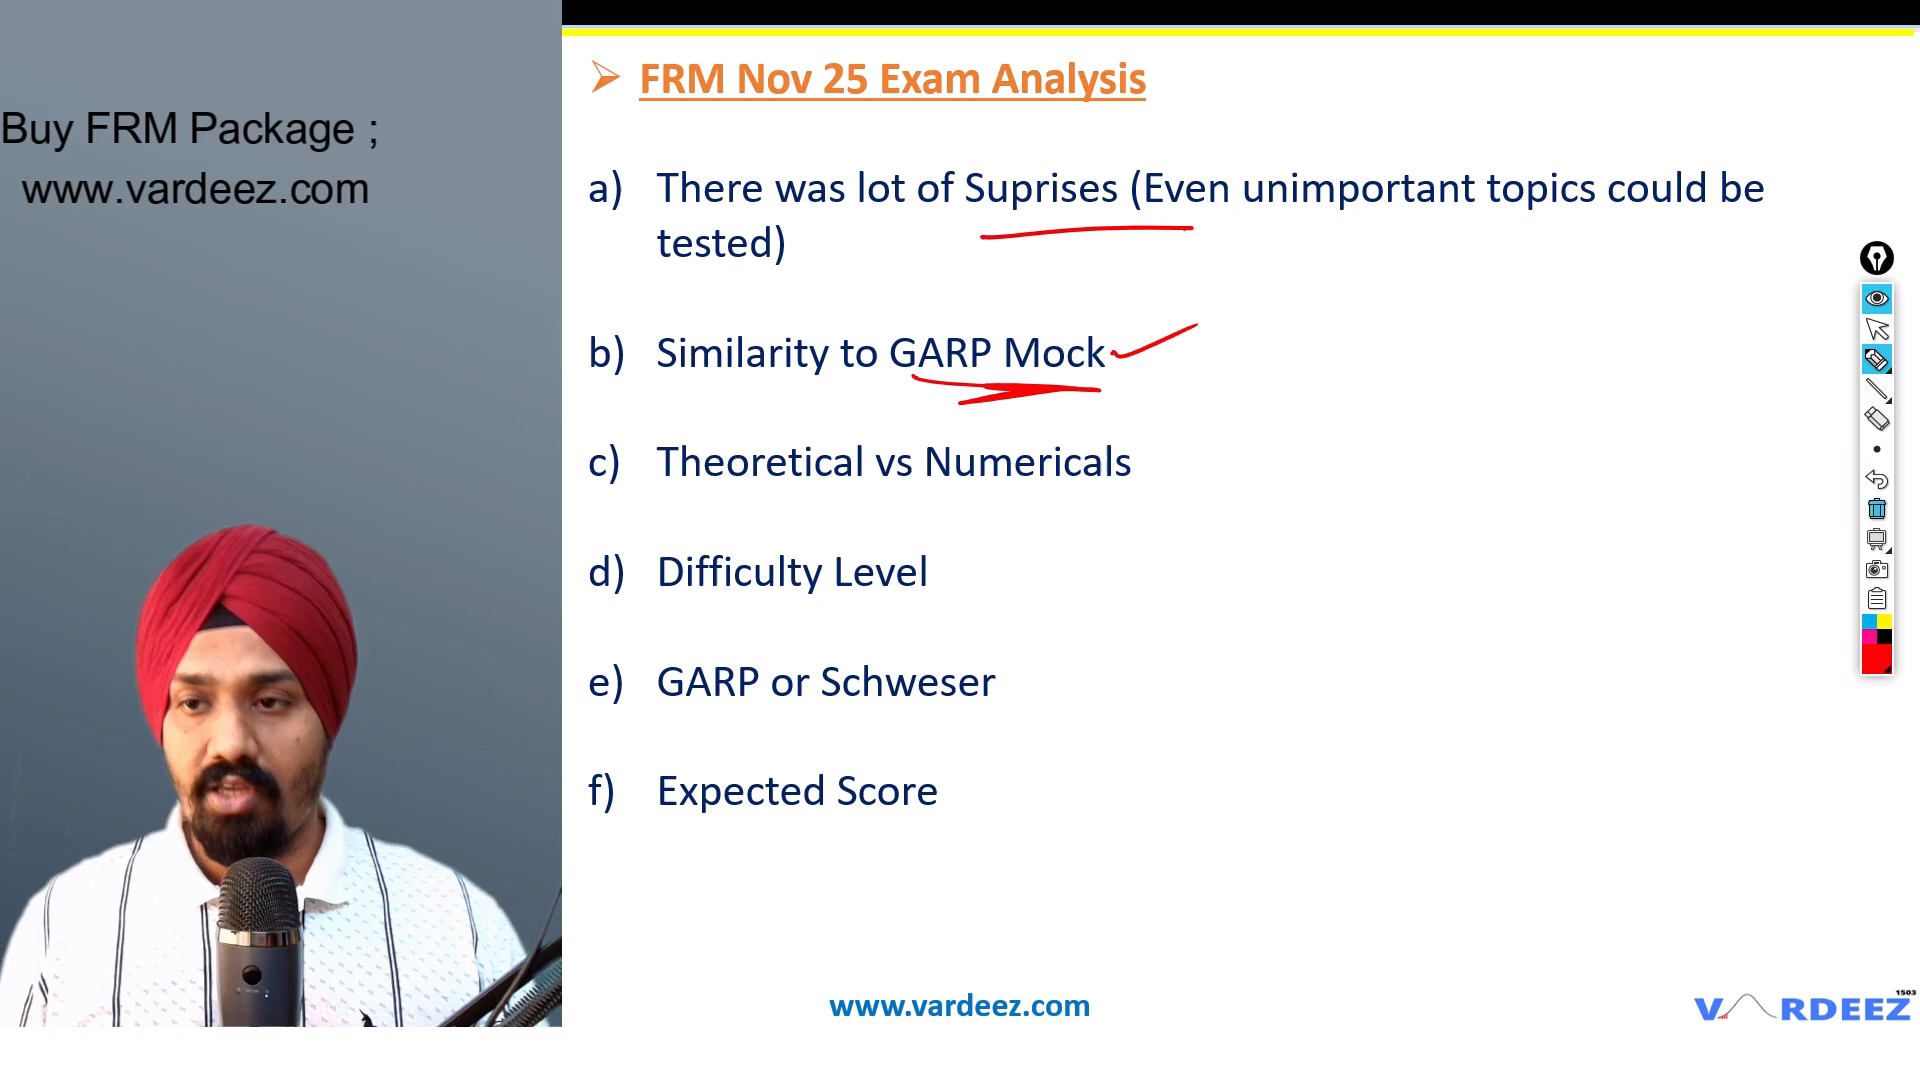 Buy FRM Package ;
www.vardeez.com
➢ FRM Nov 25 Exam Analysis
a) There was lot of Suprises (Even unimportant topics could be
tested)
b) Similarity to GARP Mock
c) Theoretical vs Numericals
d) Difficulty Level
e) GARP or Schweser
f) Expected Score
www.vardeez.com
1503
VARDEEZ